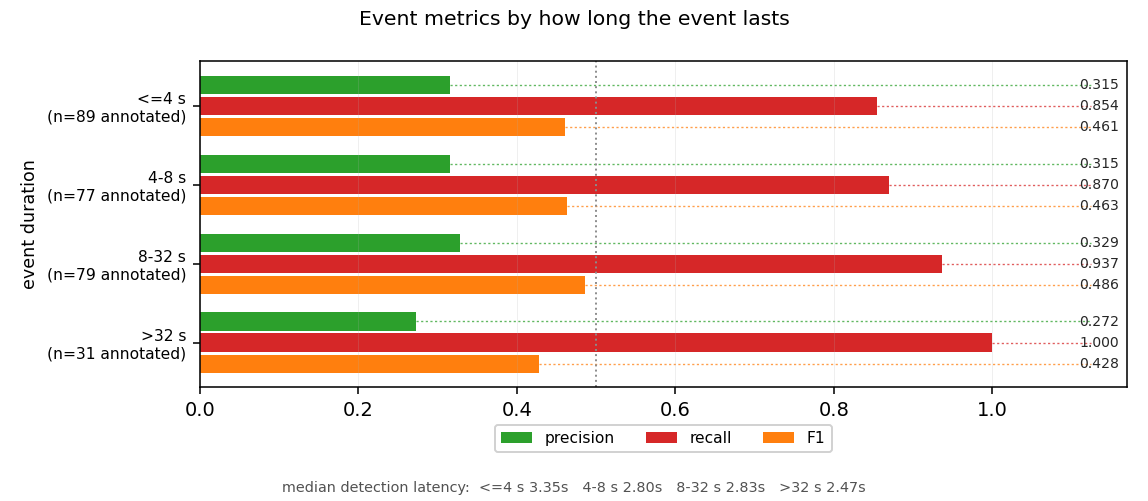 Event metrics by how long the event lasts
event duration
<=4 s
(n=89 annotated)
0.315
0.854
0.461
4-8 s
(n=77 annotated)
0.315
0.870
0.463
8-32 s
(n=79 annotated)
0.329
0.937
0.486
>32 s
(n=31 annotated)
0.272
1.000
0.428
0.0 0.2 0.4 0.6 0.8 1.0
precision recall F1
median detection latency: <=4 s 3.35s 4-8 s 2.80s 8-32 s 2.83s >32 s 2.47s